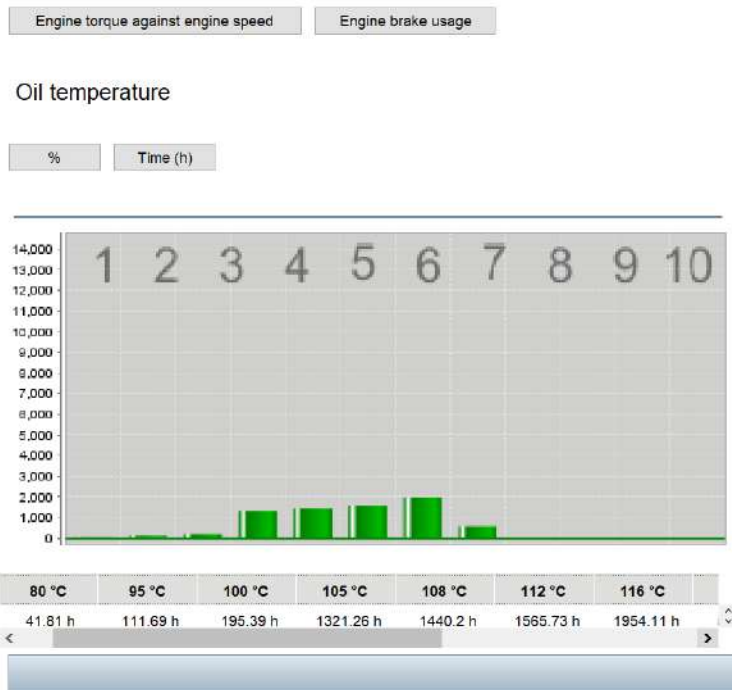 Engine torque against engine speed Engine brake usage
Oil temperature
% Time (h)
1 2 3 4 5 6 7 8 9 10
14,000
13,000
12,000
11,000
10,000
9,000
8,000
7,000
6,000
5,000
4,000
3,000
2,000
1,000
0
80 °C 95 °C 100 °C 105 °C 108 °C 112 °C 116 °C
41.81 h 111.69 h 195.39 h 1321.26 h 1440.2 h 1565.73 h 1954.11 h